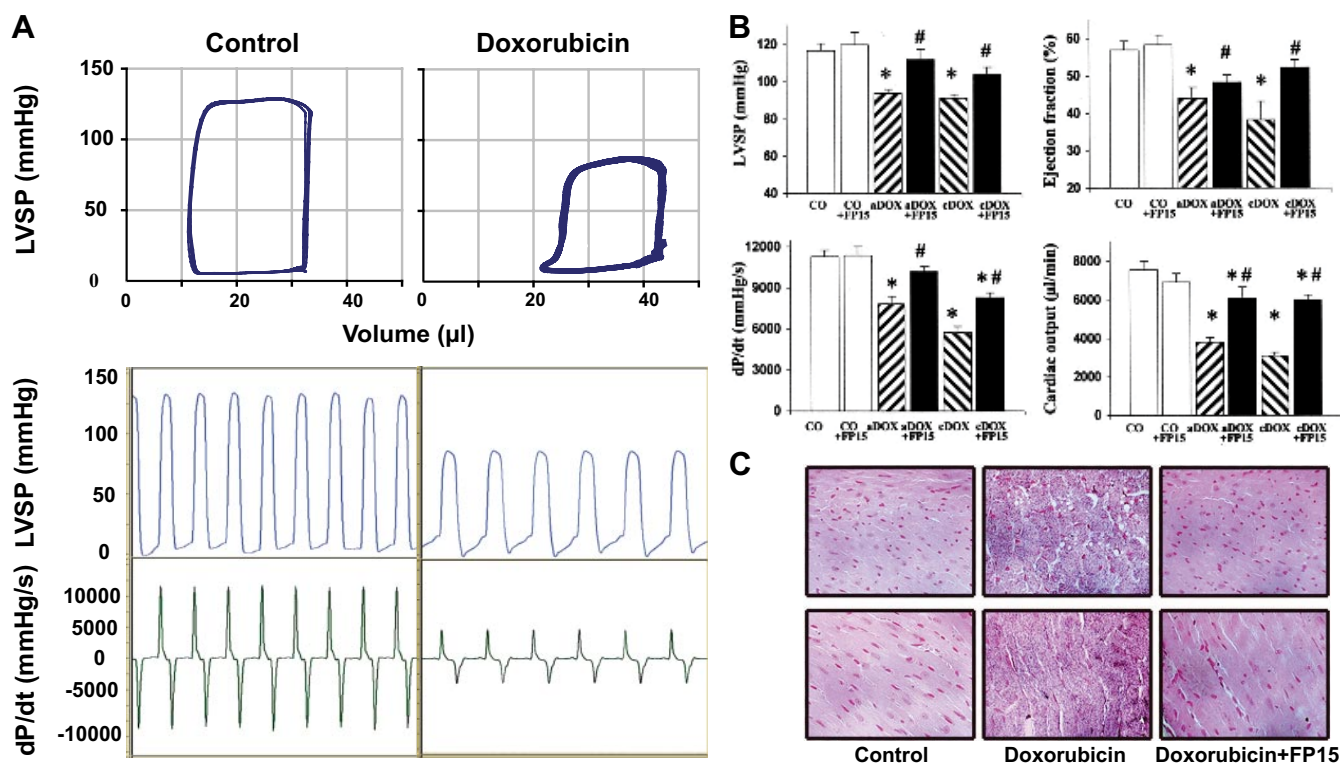 A
Control
Doxorubicin
LVSP (mmHg)
150
100
50
0
0
20
40
0
20
40
Volume (µl)
LVSP (mmHg)
150
100
50
0
dP/dt (mmHg/s)
10000
5000
0
-5000
-10000
B
LVSP (mmHg)
120
100
80
60
40
* # * #
CO CO aDOX aDOX cDOX cDOX
+FP15 +FP15 +FP15
Ejection fraction (%)
60
50
40
30
20
* # * #
CO CO aDOX aDOX cDOX cDOX
+FP15 +FP15 +FP15
dP/dt (mmHg/s)
12000
9000
6000
3000
0
* # * * #
CO CO aDOX aDOX cDOX cDOX
+FP15 +FP15 +FP15
Cardiac output (µl/min)
8000
6000
4000
2000
0
* * # * * #
CO CO aDOX aDOX cDOX cDOX
+FP15 +FP15 +FP15
C
Control
Doxorubicin
Doxorubicin+FP15